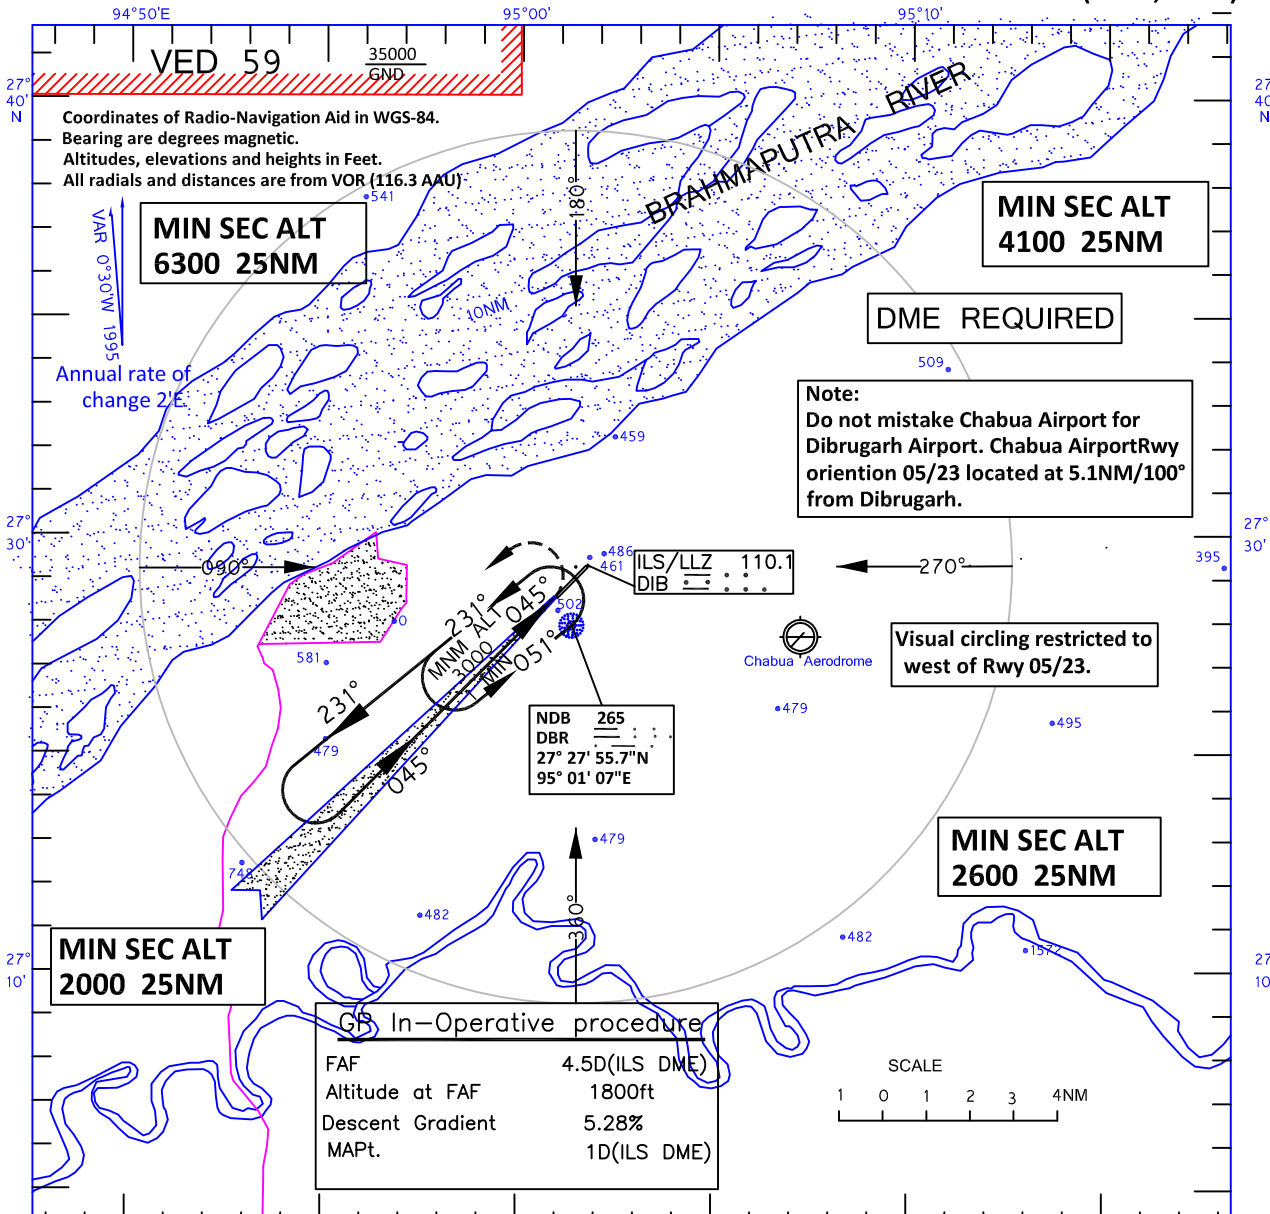 94°50'E
95°00'
95°10'
27°
40'
N
27
40
N
VED 59
35000
GND
Coordinates of Radio-Navigation Aid in WGS-84.
Bearing are degrees magnetic.
Altitudes, elevations and heights in Feet.
All radials and distances are from VOR (116.3 AAU)
BRAHMAPUTRA RIVER
541
180°
MIN SEC ALT
6300 25NM
MIN SEC ALT
4100 25NM
VAR 0°30'W 1995
10NM
DME REQUIRED
Annual rate of
change 2'E
509
Note:
Do not mistake Chabua Airport for
Dibrugarh Airport. Chabua AirportRwy
oriention 05/23 located at 5.1NM/100°
from Dibrugarh.
459
27°
30'
27°
30'
090°
270°
395
486
461
ILS/LLZ 110.1
DIB
502
0
231°
MNM ALT
3000
1 MIN
045°
051°
581
Chabua Aerodrome
Visual circling restricted to
west of Rwy 05/23.
231°
479
045°
479
495
NDB 265
DBR
27° 27' 55.7"N
95° 01' 07"E
479
748
MIN SEC ALT
2600 25NM
482
360°
482
1572
MIN SEC ALT
2000 25NM
27°
10'
27
10
GP In-Operative procedure
FAF 4.5D(ILS DME)
Altitude at FAF 1800ft
Descent Gradient 5.28%
MAPt. 1D(ILS DME)
SCALE
1 0 1 2 3 4NM